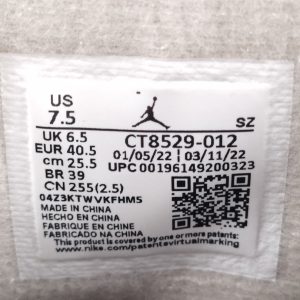 US
7.5
SZ
UK 6.5
EUR 40.5
cm 25.5
BR 39
CN 255(2.5)
CT8529-012
01/05/22 03/11/22
UPC 00196149200323
04Z3KTWVKFHM5
MADE IN CHINA
HECHO EN CHINA
FABRIQUE EN CHINE
FABRICADO NA CHINA
This product is covered by one or more patents:
www.nike.com/patentsvirtualmarking